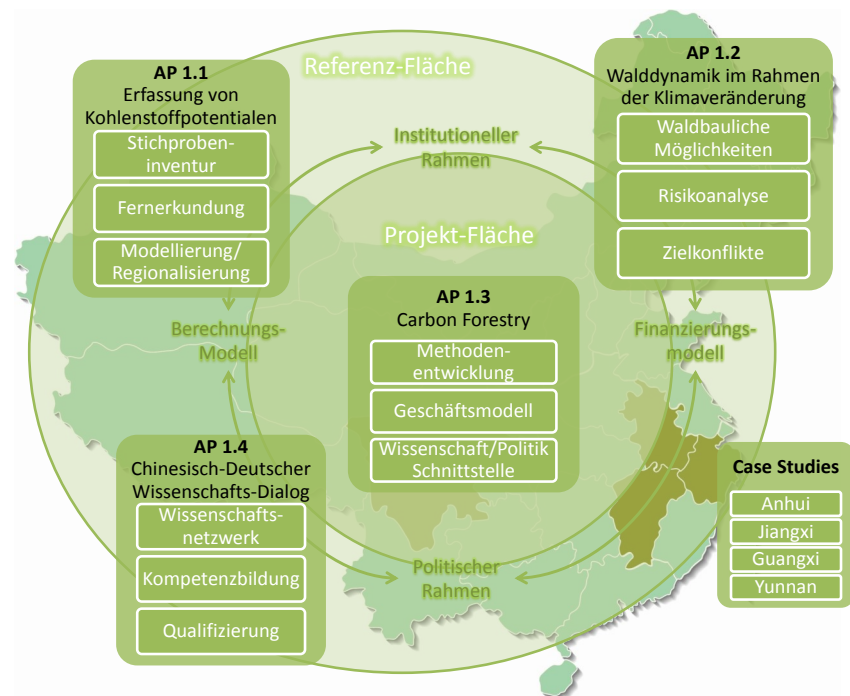 AP 1.1
Erfassung von
Kohlenstoffpotentialen
Stichproben-
inventur
Fernerkundung
Modellierung/
Regionalisierung
Referenz-Fläche
Institutioneller
Rahmen
AP 1.2
Walddynamik im Rahmen
der Klimaveränderung
Waldbauliche
Möglichkeiten
Risikoanalyse
Zielkonflikte
Projekt-Fläche
Berechnungs-
Modell
AP 1.3
Carbon Forestry
Methoden-
entwicklung
Geschäftsmodell
Wissenschaft/Politik
Schnittstelle
Finanzierungs-
modell
AP 1.4
Chinesisch-Deutscher
Wissenschafts-Dialog
Wissenschafts-
netzwerk
Kompetenzbildung
Qualifizierung
Politischer
Rahmen
Case Studies
Anhui
Jiangxi
Guangxi
Yunnan